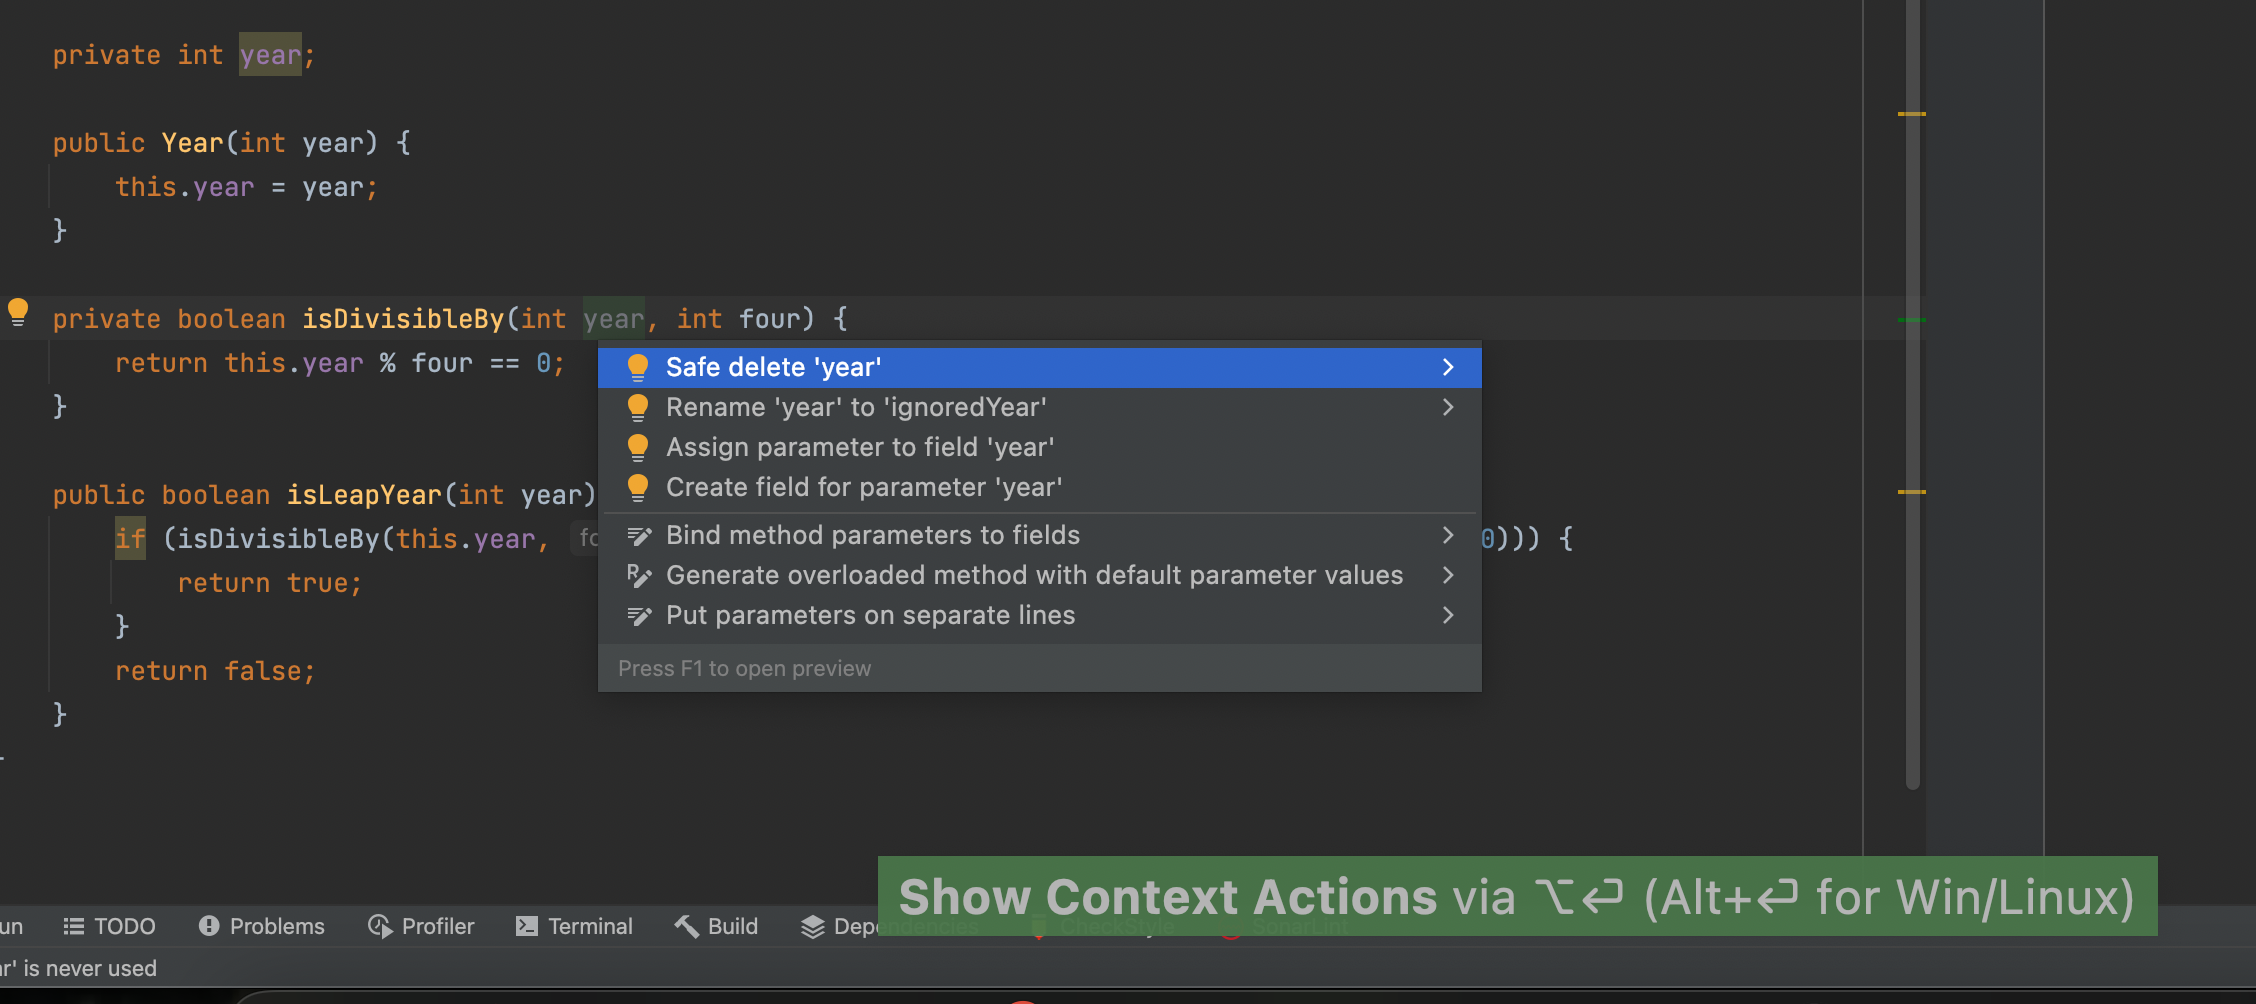 private int year;
public Year(int year) {
this.year = year;
}
private boolean isDivisibleBy(int year, int four) {
return this.year % four == 0;
}
Safe delete 'year'
Rename 'year' to 'ignoredYear'
Assign parameter to field 'year'
Create field for parameter 'year'
Bind method parameters to fields
Generate overloaded method with default parameter values
Put parameters on separate lines
Press F1 to open preview
public boolean isLeapYear(int year)
if (isDivisibleBy(this.year, fo 0))) {
return true;
}
return false;
}
Show Context Actions via ⌥⏎ (Alt+⏎ for Win/Linux)
un TODO Problems Profiler Terminal Build Dependencies CheckStyle SonarLint
ar' is never used